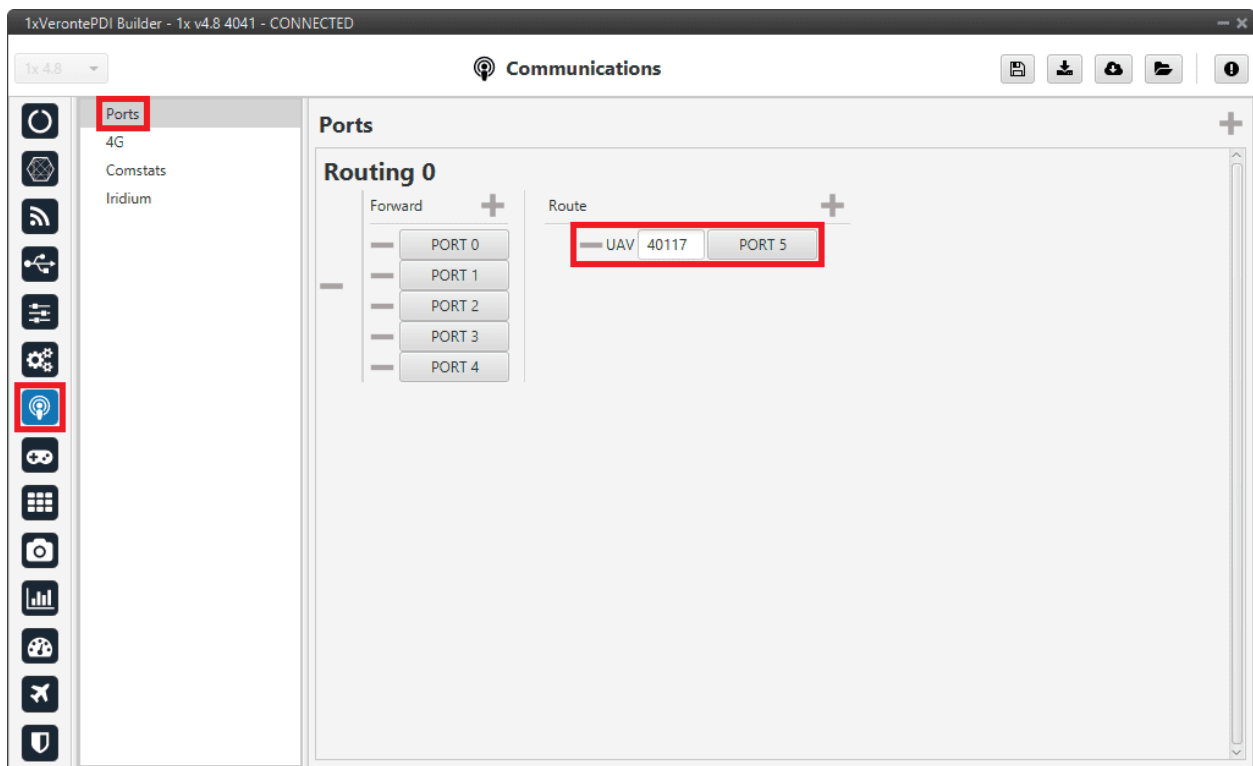 1xVerontePDI Builder - 1x v4.8 4041 - CONNECTED
1x 4.8
Communications
Ports
4G
Comstats
Iridium
Ports
Routing 0
Forward
Route
PORT 0
PORT 1
PORT 2
PORT 3
PORT 4
UAV 40117 PORT 5